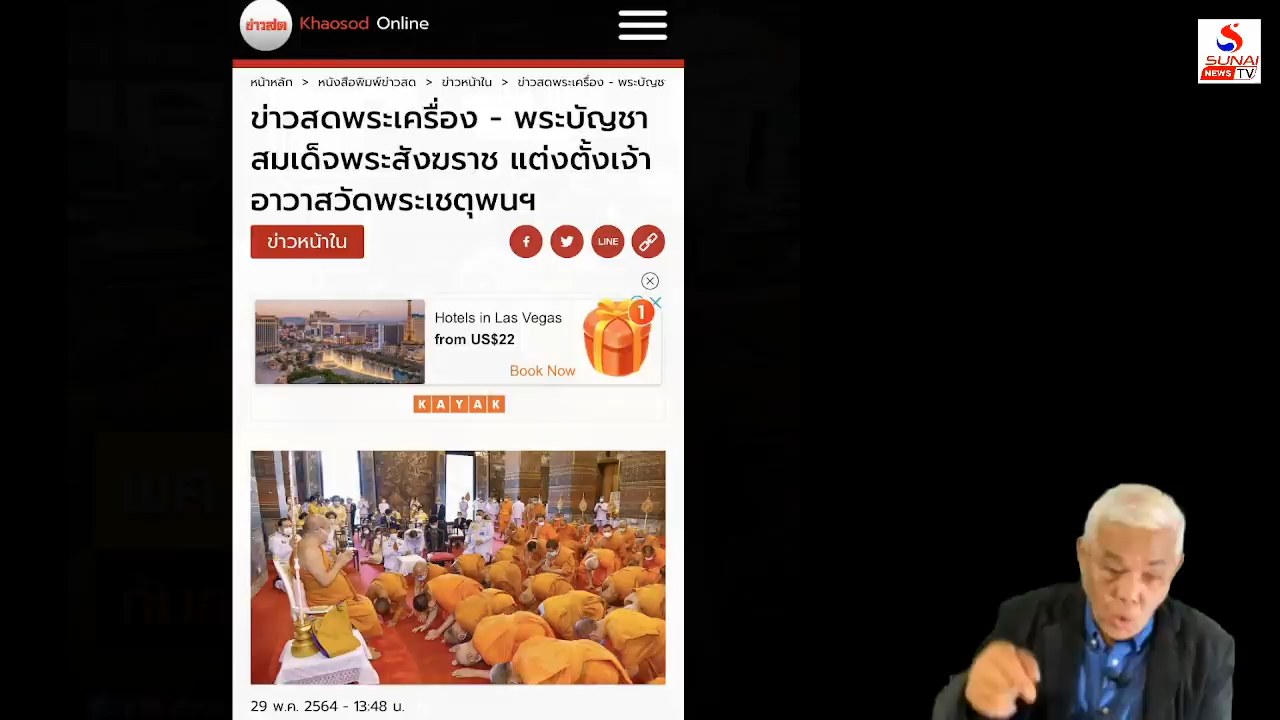 ข่าวสด
Khaosod Online
SUNAI
NEWS TV
หน้าหลัก > หนังสือพิมพ์ข่าวสด > ข่าวหน้าใน > ข่าวสดพระเครื่อง - พระบัญช
ข่าวสดพระเครื่อง - พระบัญชา
สมเด็จพระสังฆราช แต่งตั้งเจ้า
อาวาสวัดพระเชตุพนฯ
ข่าวหน้าใน
LINE
Hotels in Las Vegas
from US$22
1
Book Now
KAYAK
29 พ.ค. 2564 - 13:48 น.